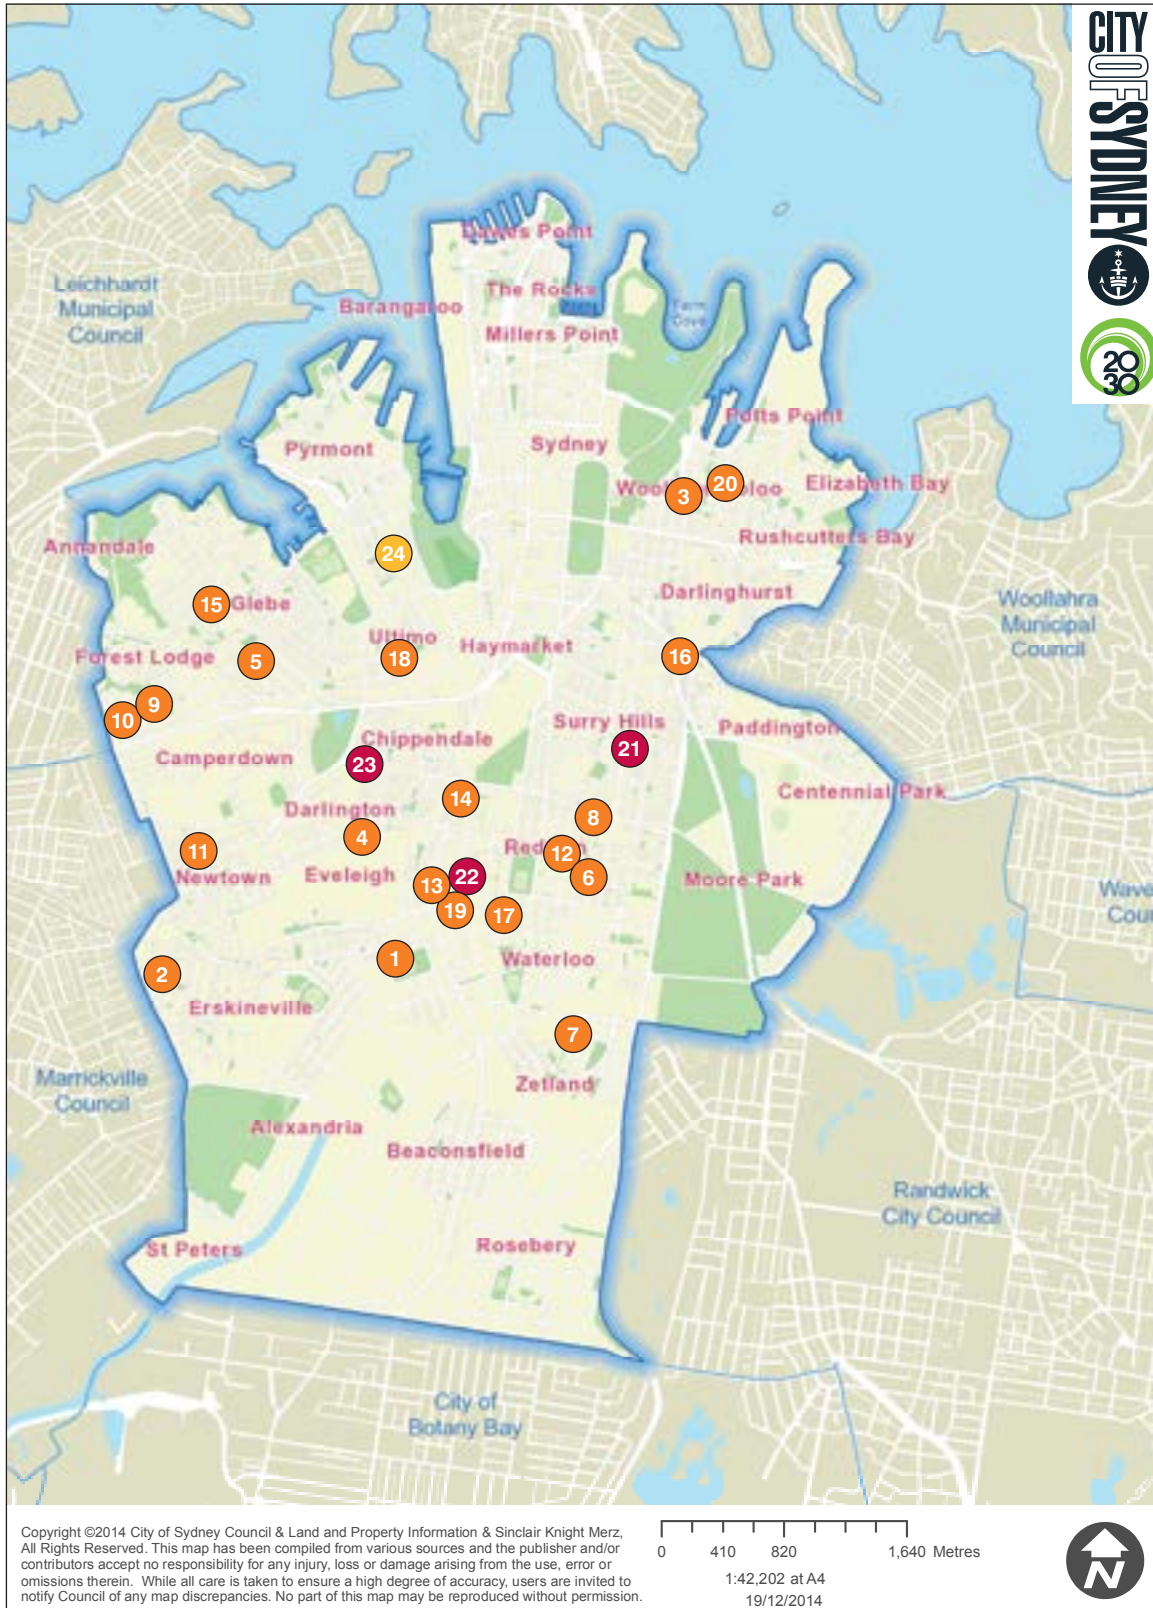 CITY OF SYDNEY
2030
Dawes Point
Leichhardt
Municipal
Council
The Rocks
Barangaroo
Farm
Cove
Millers Point
Potts Point
Pyrmont
Sydney
Elizabeth Bay
20
3
Rushcutters Bay
Annandale
24
Darlinghurst
Woollahra
Municipal
Council
15
Glebe
Ultimo
Haymarket
Forest Lodge
5
18
16
9
10
Surry Hills
Paddington
Chippendale
21
Camperdown
23
Centennial Park
14
Darlington
8
4
11
12
Newtown
Eveleigh
13
22
6
Moore Park
19
17
1
Waterloo
2
Erskineville
7
Marrickville
Council
Zetland
Alexandria
Beaconsfield
Randwick
City Council
St Peters
Rosebery
City of
Botany Bay
Copyright ©2014 City of Sydney Council & Land and Property Information & Sinclair Knight Merz,
All Rights Reserved. This map has been compiled from various sources and the publisher and/or
contributors accept no responsibility for any injury, loss or damage arising from the use, error or
omissions therein. While all care is taken to ensure a high degree of accuracy, users are invited to
notify Council of any map discrepancies. No part of this map may be reproduced without permission.
0 410 820 1,640 Metres
1:42,202 at A4
19/12/2014
N